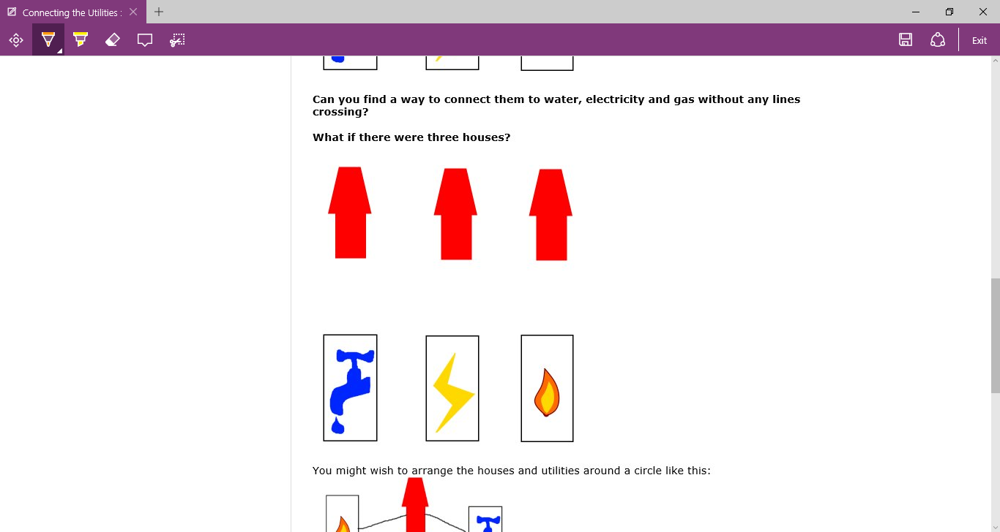 Connecting the Utilities :
Exit
Can you find a way to connect them to water, electricity and gas without any lines
crossing?
What if there were three houses?
You might wish to arrange the houses and utilities around a circle like this: